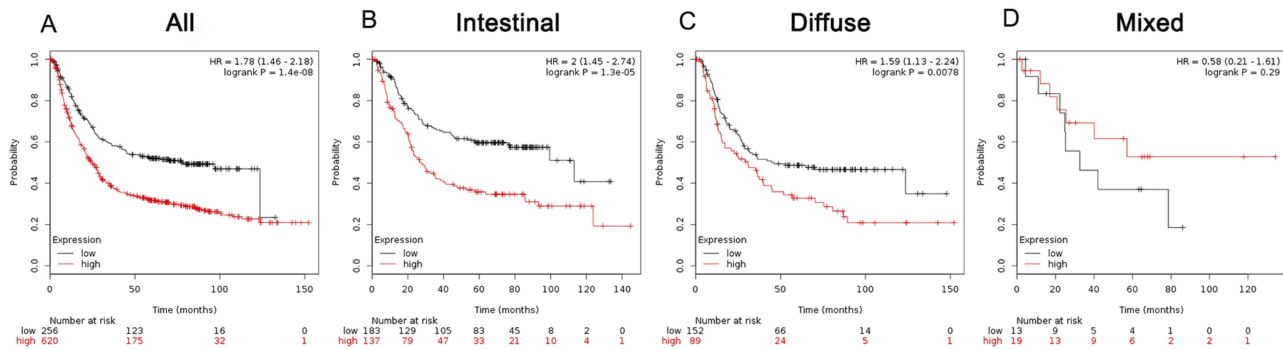 A All
HR = 1.78 (1.46 - 2.18)
logrank P = 1.4e-08
Probability
1.0
0.8
0.6
0.4
0.2
0.0
Expression
low
high
0 50 100 150
Time (months)
Number at risk
low 256 123 16 0
high 620 175 32 1
B Intestinal
HR = 2 (1.45 - 2.74)
logrank P = 1.3e-05
Probability
1.0
0.8
0.6
0.4
0.2
0.0
Expression
low
high
0 20 40 60 80 100 120 140
Time (months)
Number at risk
low 183 129 105 83 45 8 2 0
high 137 79 47 33 21 10 4 1
C Diffuse
HR = 1.59 (1.13 - 2.24)
logrank P = 0.0078
Probability
1.0
0.8
0.6
0.4
0.2
0.0
Expression
low
high
0 50 100 150
Time (months)
Number at risk
low 152 66 14 0
high 89 24 5 1
D Mixed
HR = 0.58 (0.21 - 1.61)
logrank P = 0.29
Probability
1.0
0.8
0.6
0.4
0.2
0.0
Expression
low
high
0 20 40 60 80 100 120
Time (months)
Number at risk
low 13 9 5 4 1 0 0
high 19 13 9 6 2 2 1